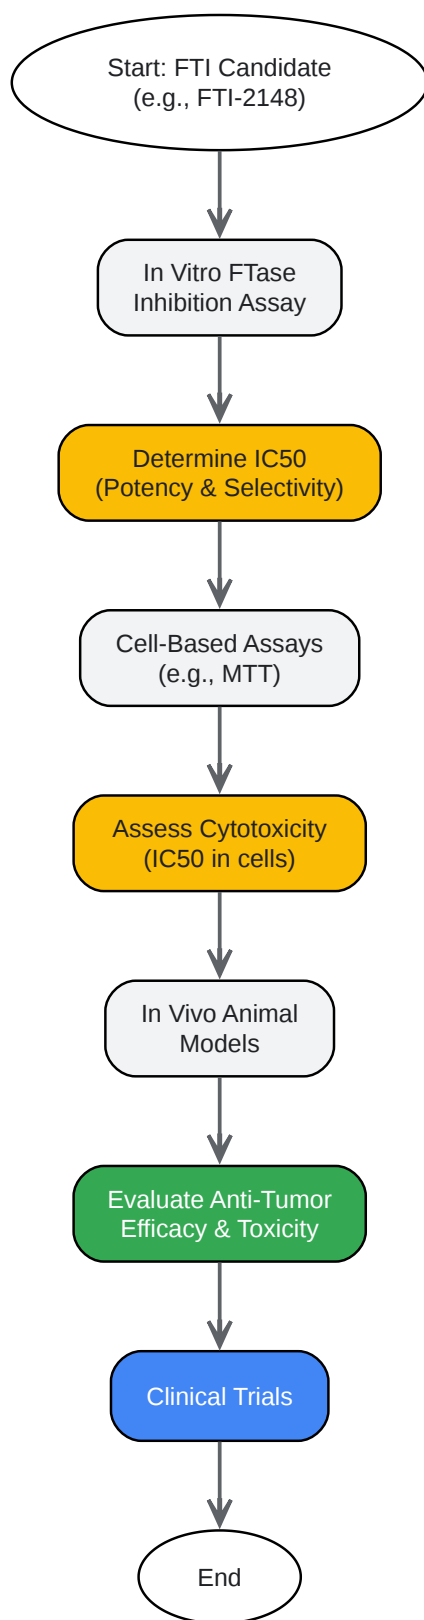 Start: FTI Candidate
(e.g., FTI-2148)
In Vitro FTase
Inhibition Assay
Determine IC50
(Potency & Selectivity)
Cell-Based Assays
(e.g., MTT)
Assess Cytotoxicity
(IC50 in cells)
In Vivo Animal
Models
Evaluate Anti-Tumor
Efficacy & Toxicity
Clinical Trials
End